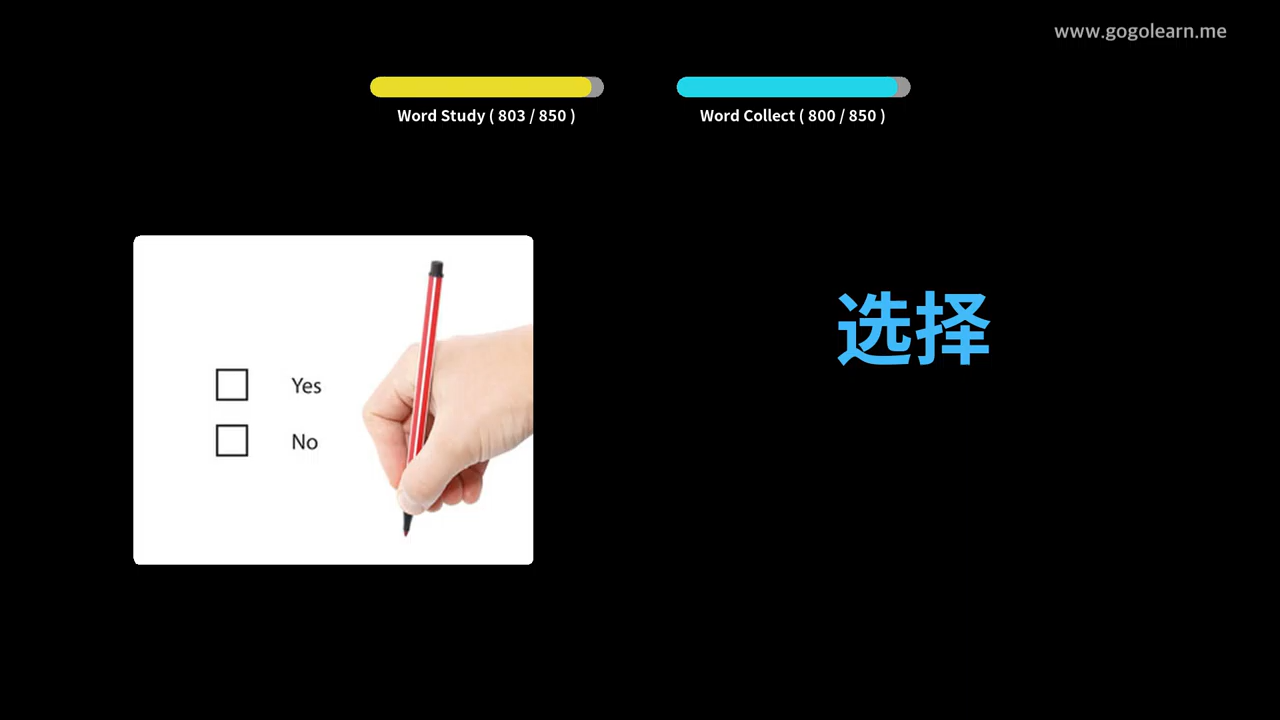 www.gogolearn.me
Word Study ( 803 / 850 )
Word Collect ( 800 / 850 )
选择
Yes
No